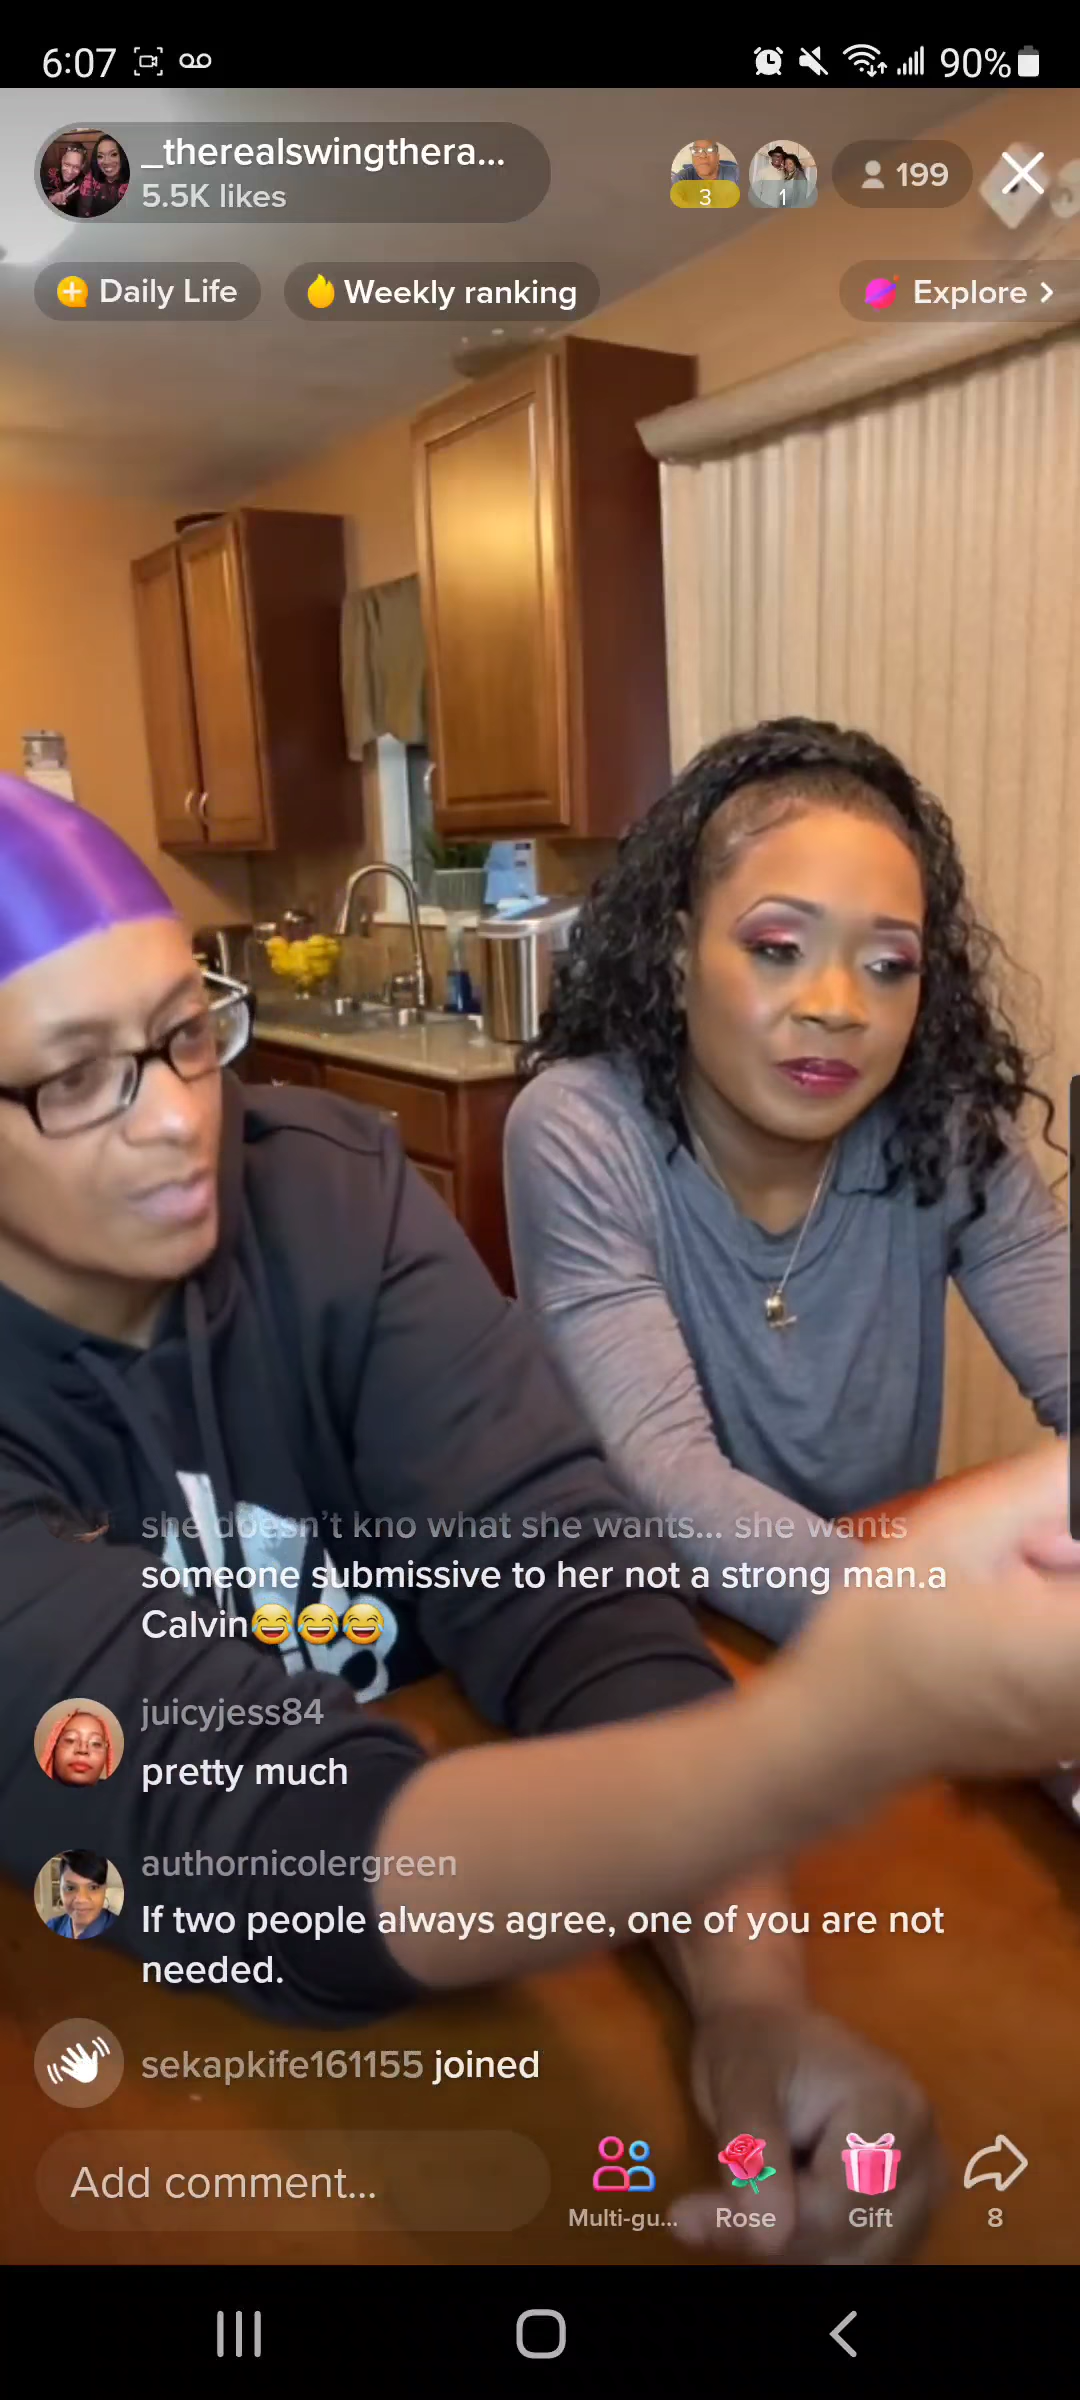 6:07
90%
_therealswingthera...
5.5K likes
3
1
199
Daily Life
Weekly ranking
Explore >
she doesn't kno what she wants... she wants
someone submissive to her not a strong man.a
Calvin😂😂😂
juicyjess84
pretty much
authornicolergreen
If two people always agree, one of you are not
needed.
sekapkife161155 joined
Add comment...
Multi-gu...
Rose
Gift
8